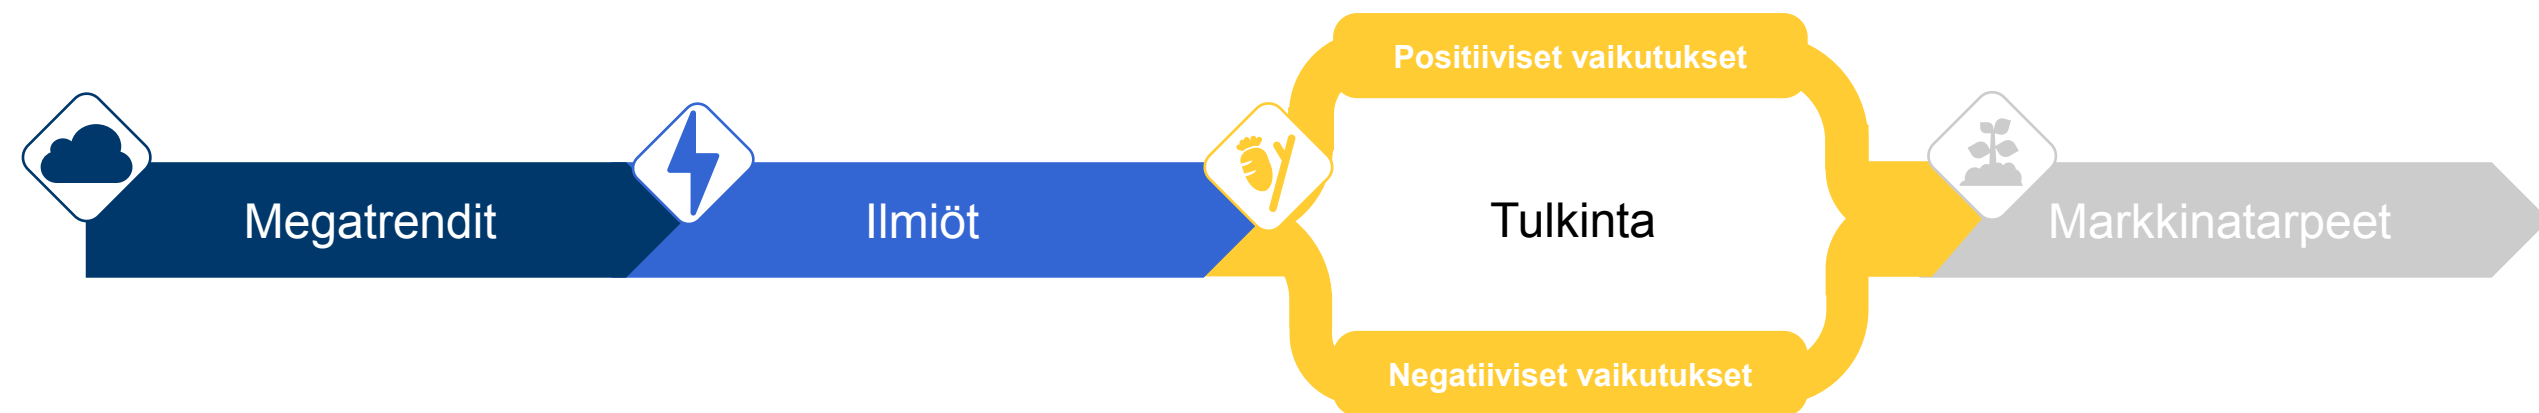 Positiiviset vaikutukset
Megatrendit
Ilmiöt
Tulkinta
Markkinatarpeet
Negatiiviset vaikutukset